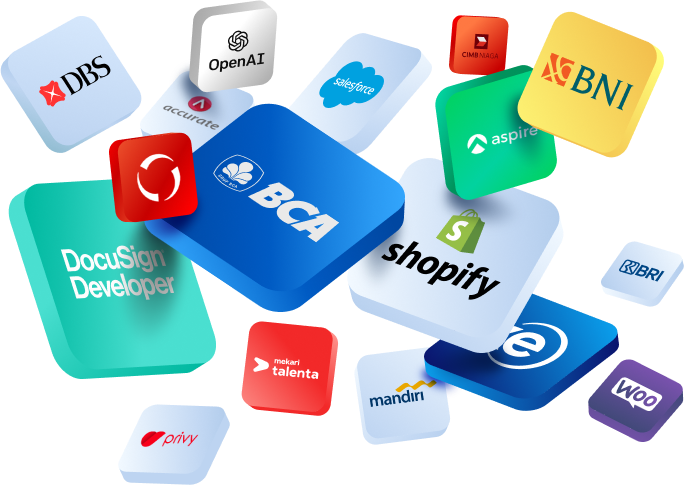 DBS
OpenAI
salesforce
CIMB NIAGA
BNI
accurate
aspire
BCA
shopify
DocuSign
Developer
BRI
e
mekari
talenta
mandiri
Woo
privy